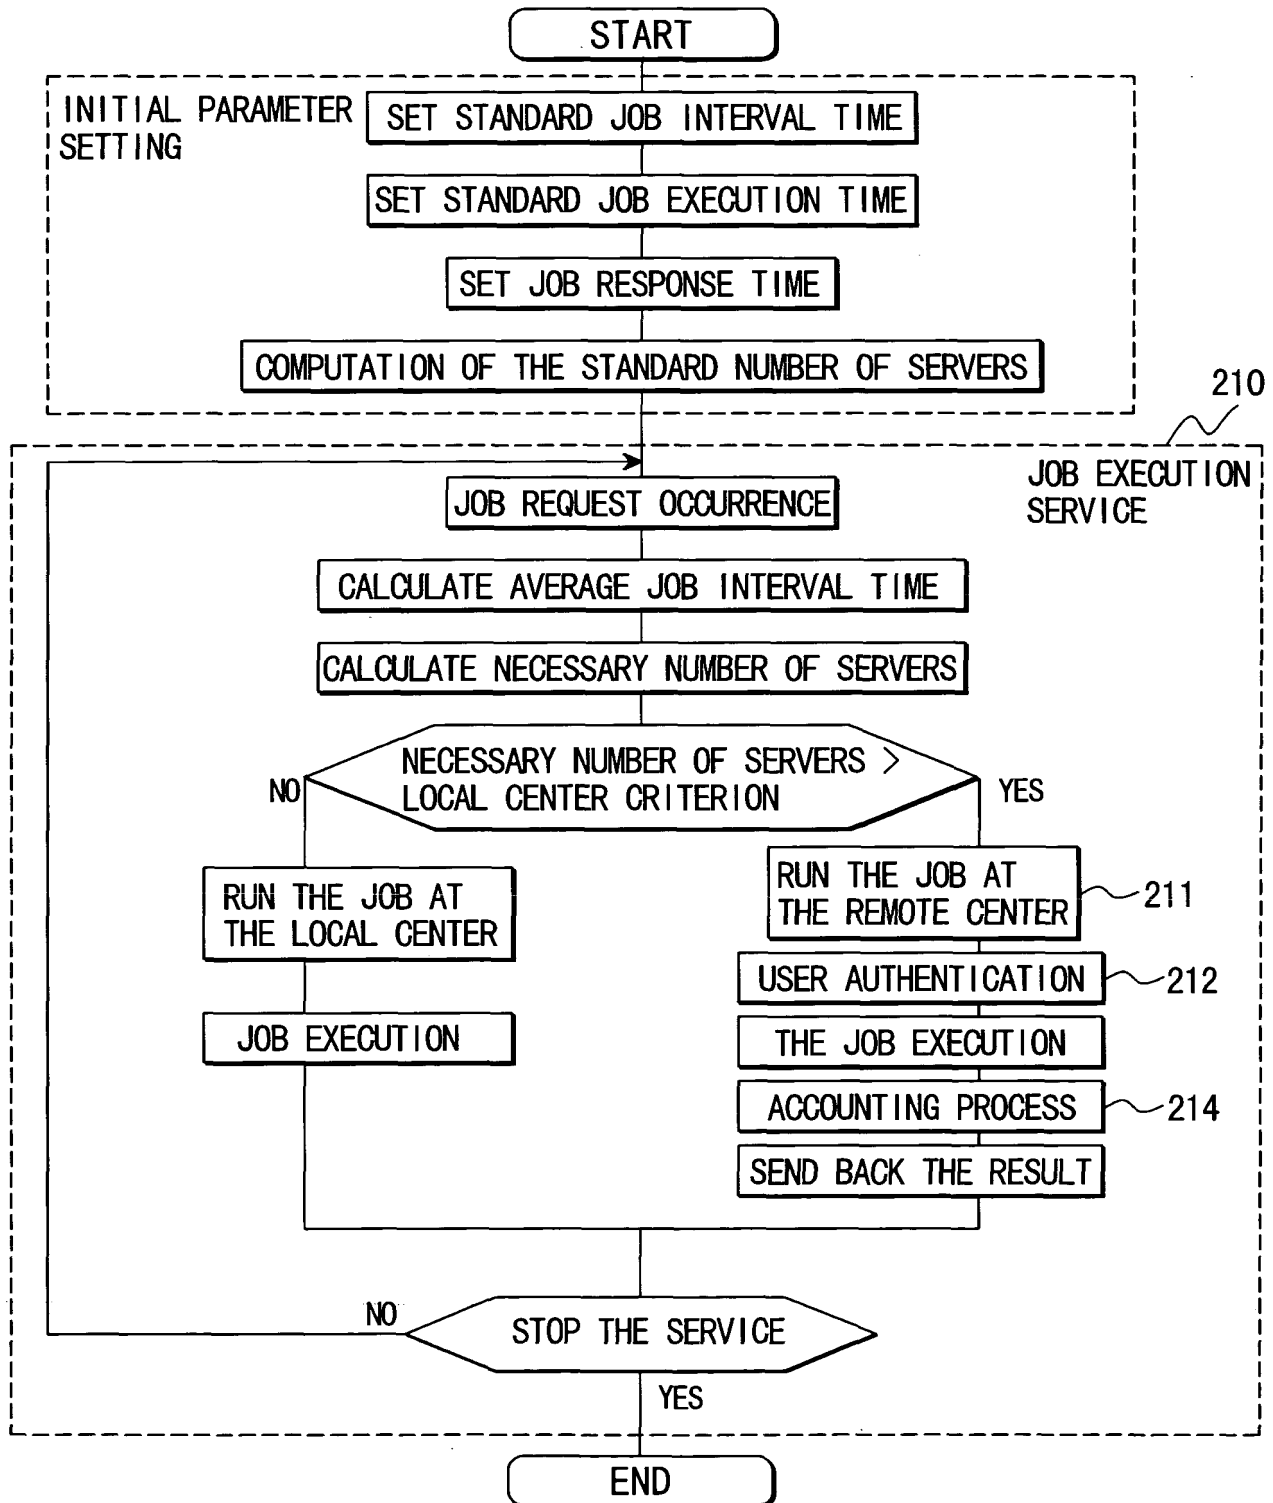 START
INITIAL PARAMETER
SETTING
SET STANDARD JOB INTERVAL TIME
SET STANDARD JOB EXECUTION TIME
SET JOB RESPONSE TIME
COMPUTATION OF THE STANDARD NUMBER OF SERVERS
210
JOB EXECUTION
SERVICE
JOB REQUEST OCCURRENCE
CALCULATE AVERAGE JOB INTERVAL TIME
CALCULATE NECESSARY NUMBER OF SERVERS
NECESSARY NUMBER OF SERVERS >
LOCAL CENTER CRITERION
NO
YES
RUN THE JOB AT
THE LOCAL CENTER
JOB EXECUTION
RUN THE JOB AT
THE REMOTE CENTER
211
USER AUTHENTICATION
212
THE JOB EXECUTION
ACCOUNTING PROCESS
214
SEND BACK THE RESULT
NO
STOP THE SERVICE
YES
END